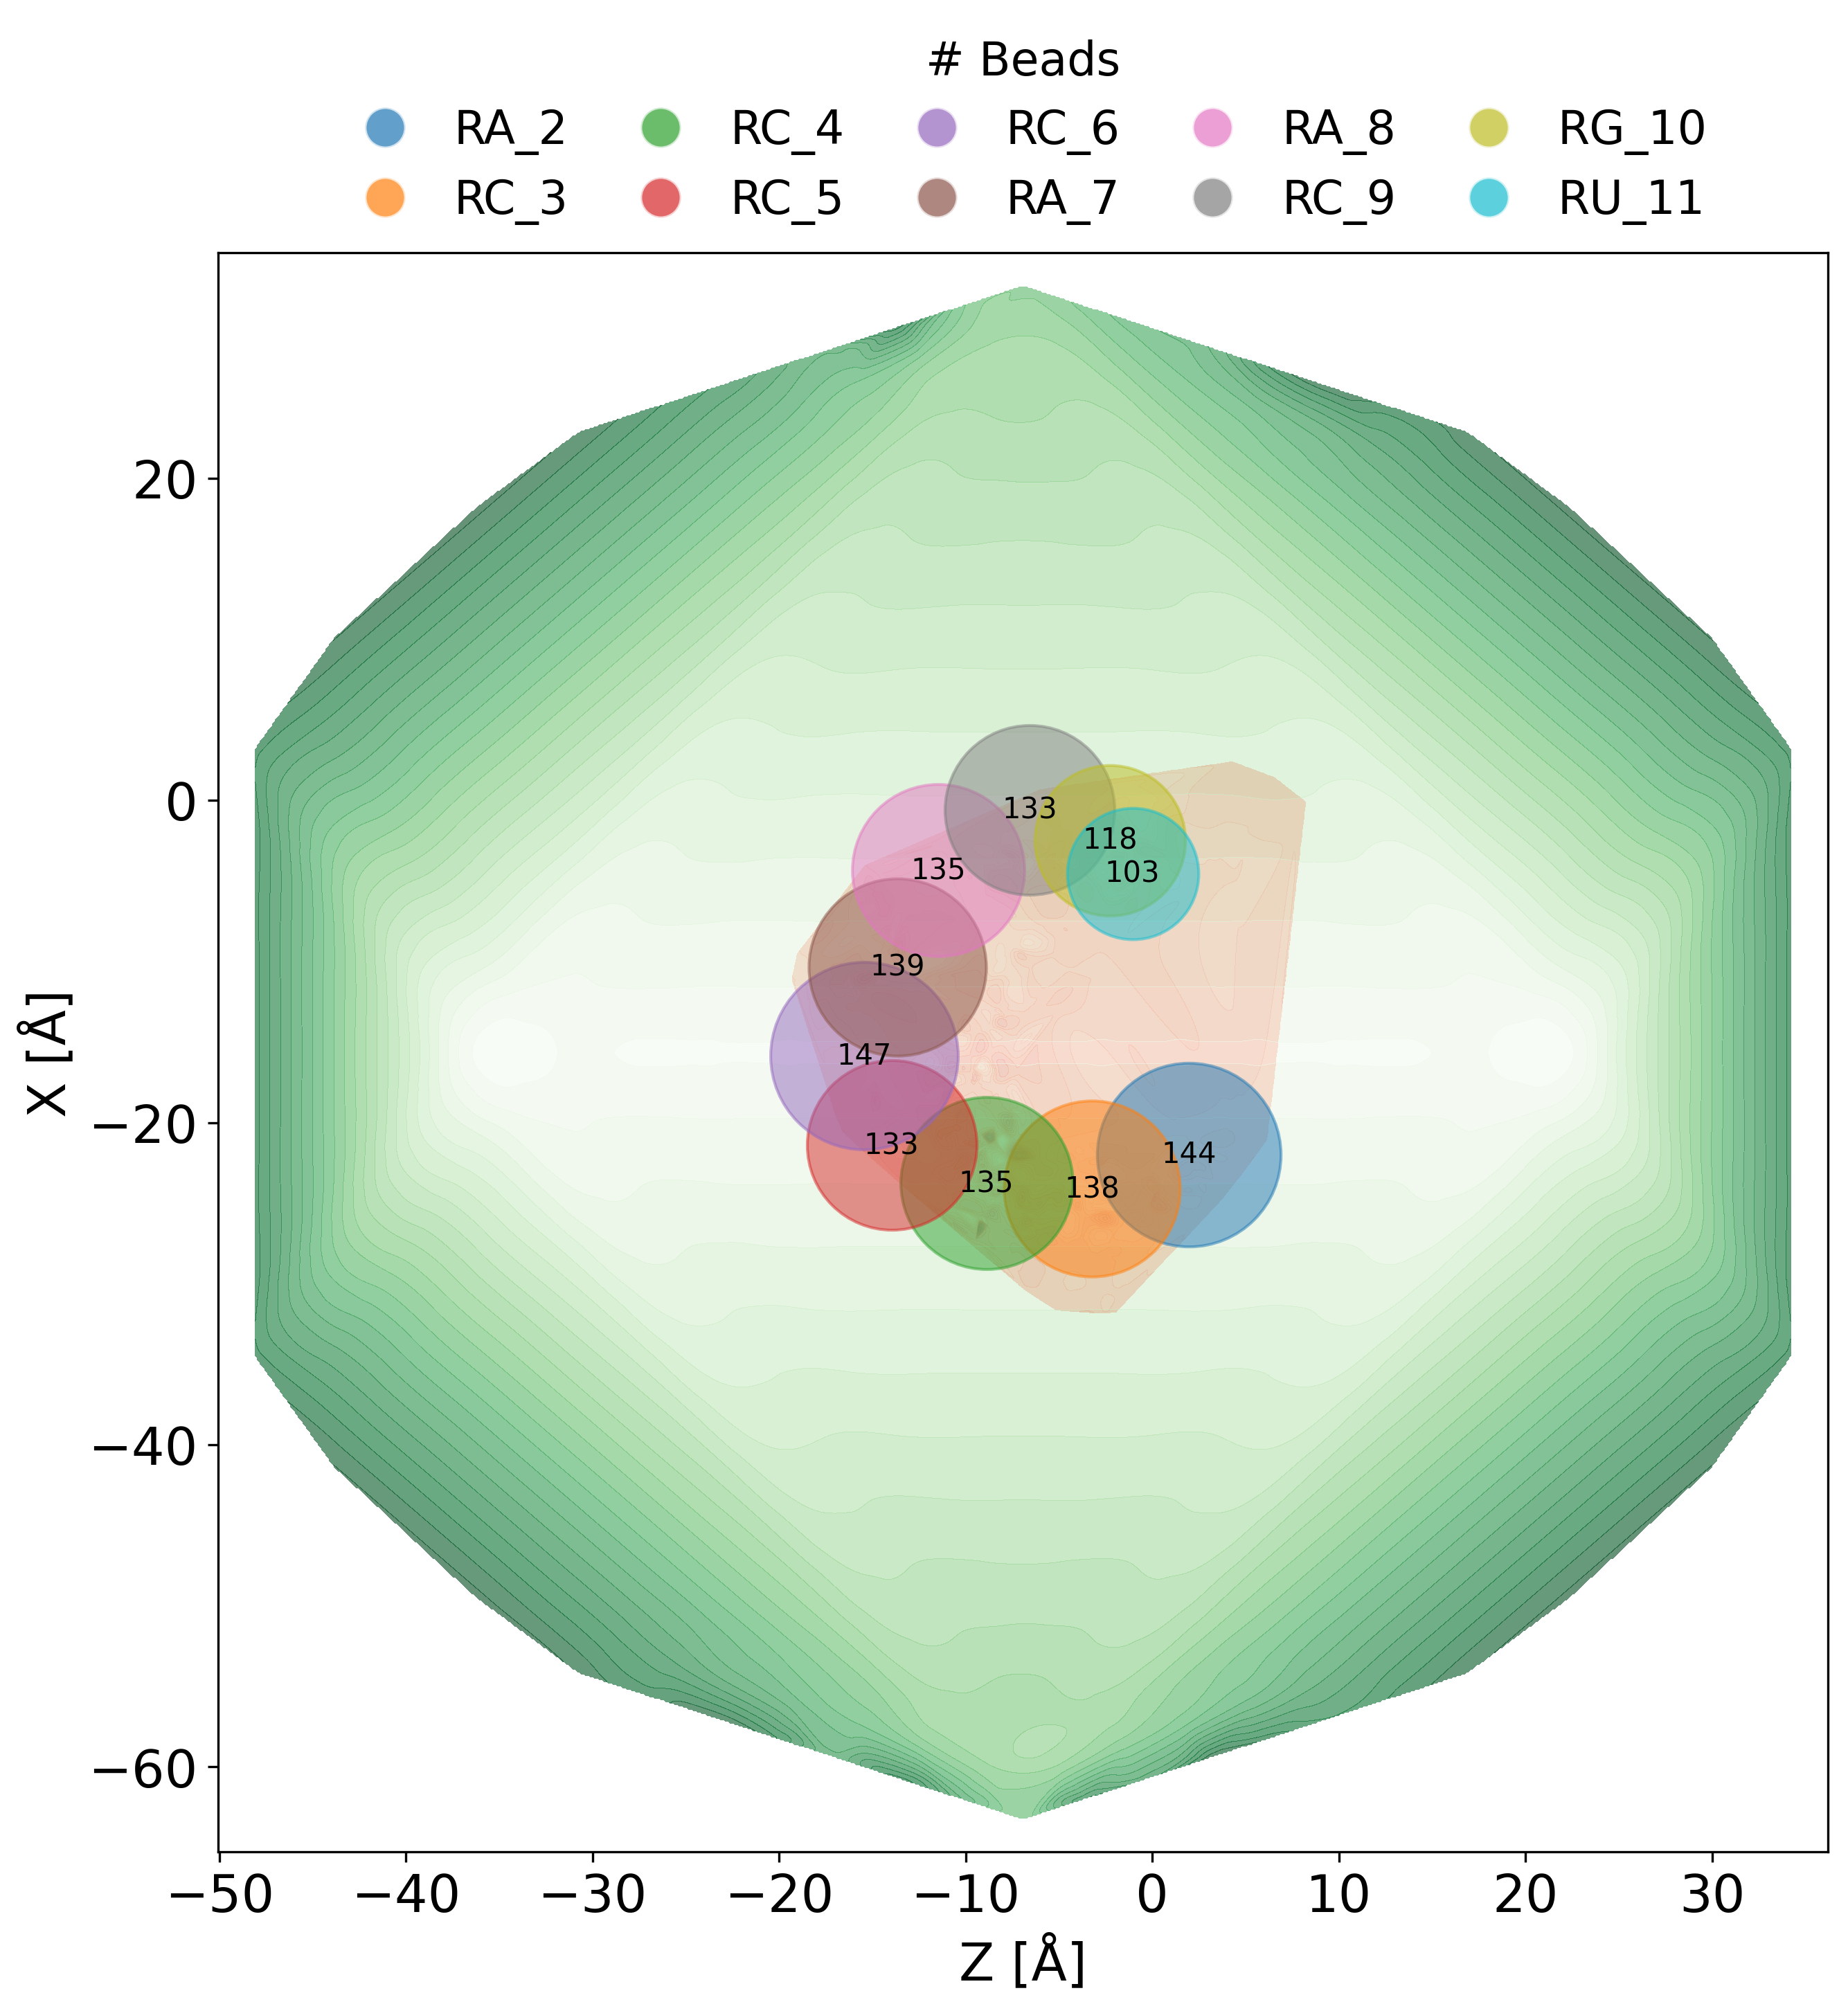 # Beads
RA_2 RC_4 RC_6 RA_8 RG_10
RC_3 RC_5 RA_7 RC_9 RU_11
20
0
−20
−40
−60
X [Å]
133
118
103
135
139
147
133
135
138
144
−50 −40 −30 −20 −10 0 10 20 30
Z [Å]